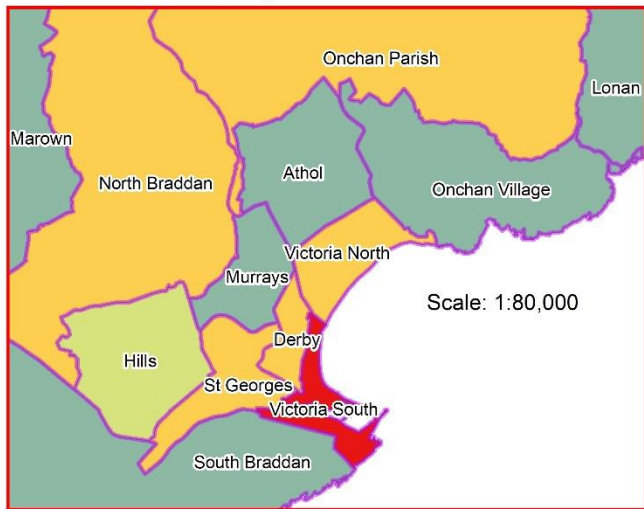 Onchan Parish
Lonan
Marown
Athol
North Braddan
Onchan Village
Victoria North
Murrays
Scale: 1:80,000
Derby
Hills
St Georges
Victoria South
South Braddan